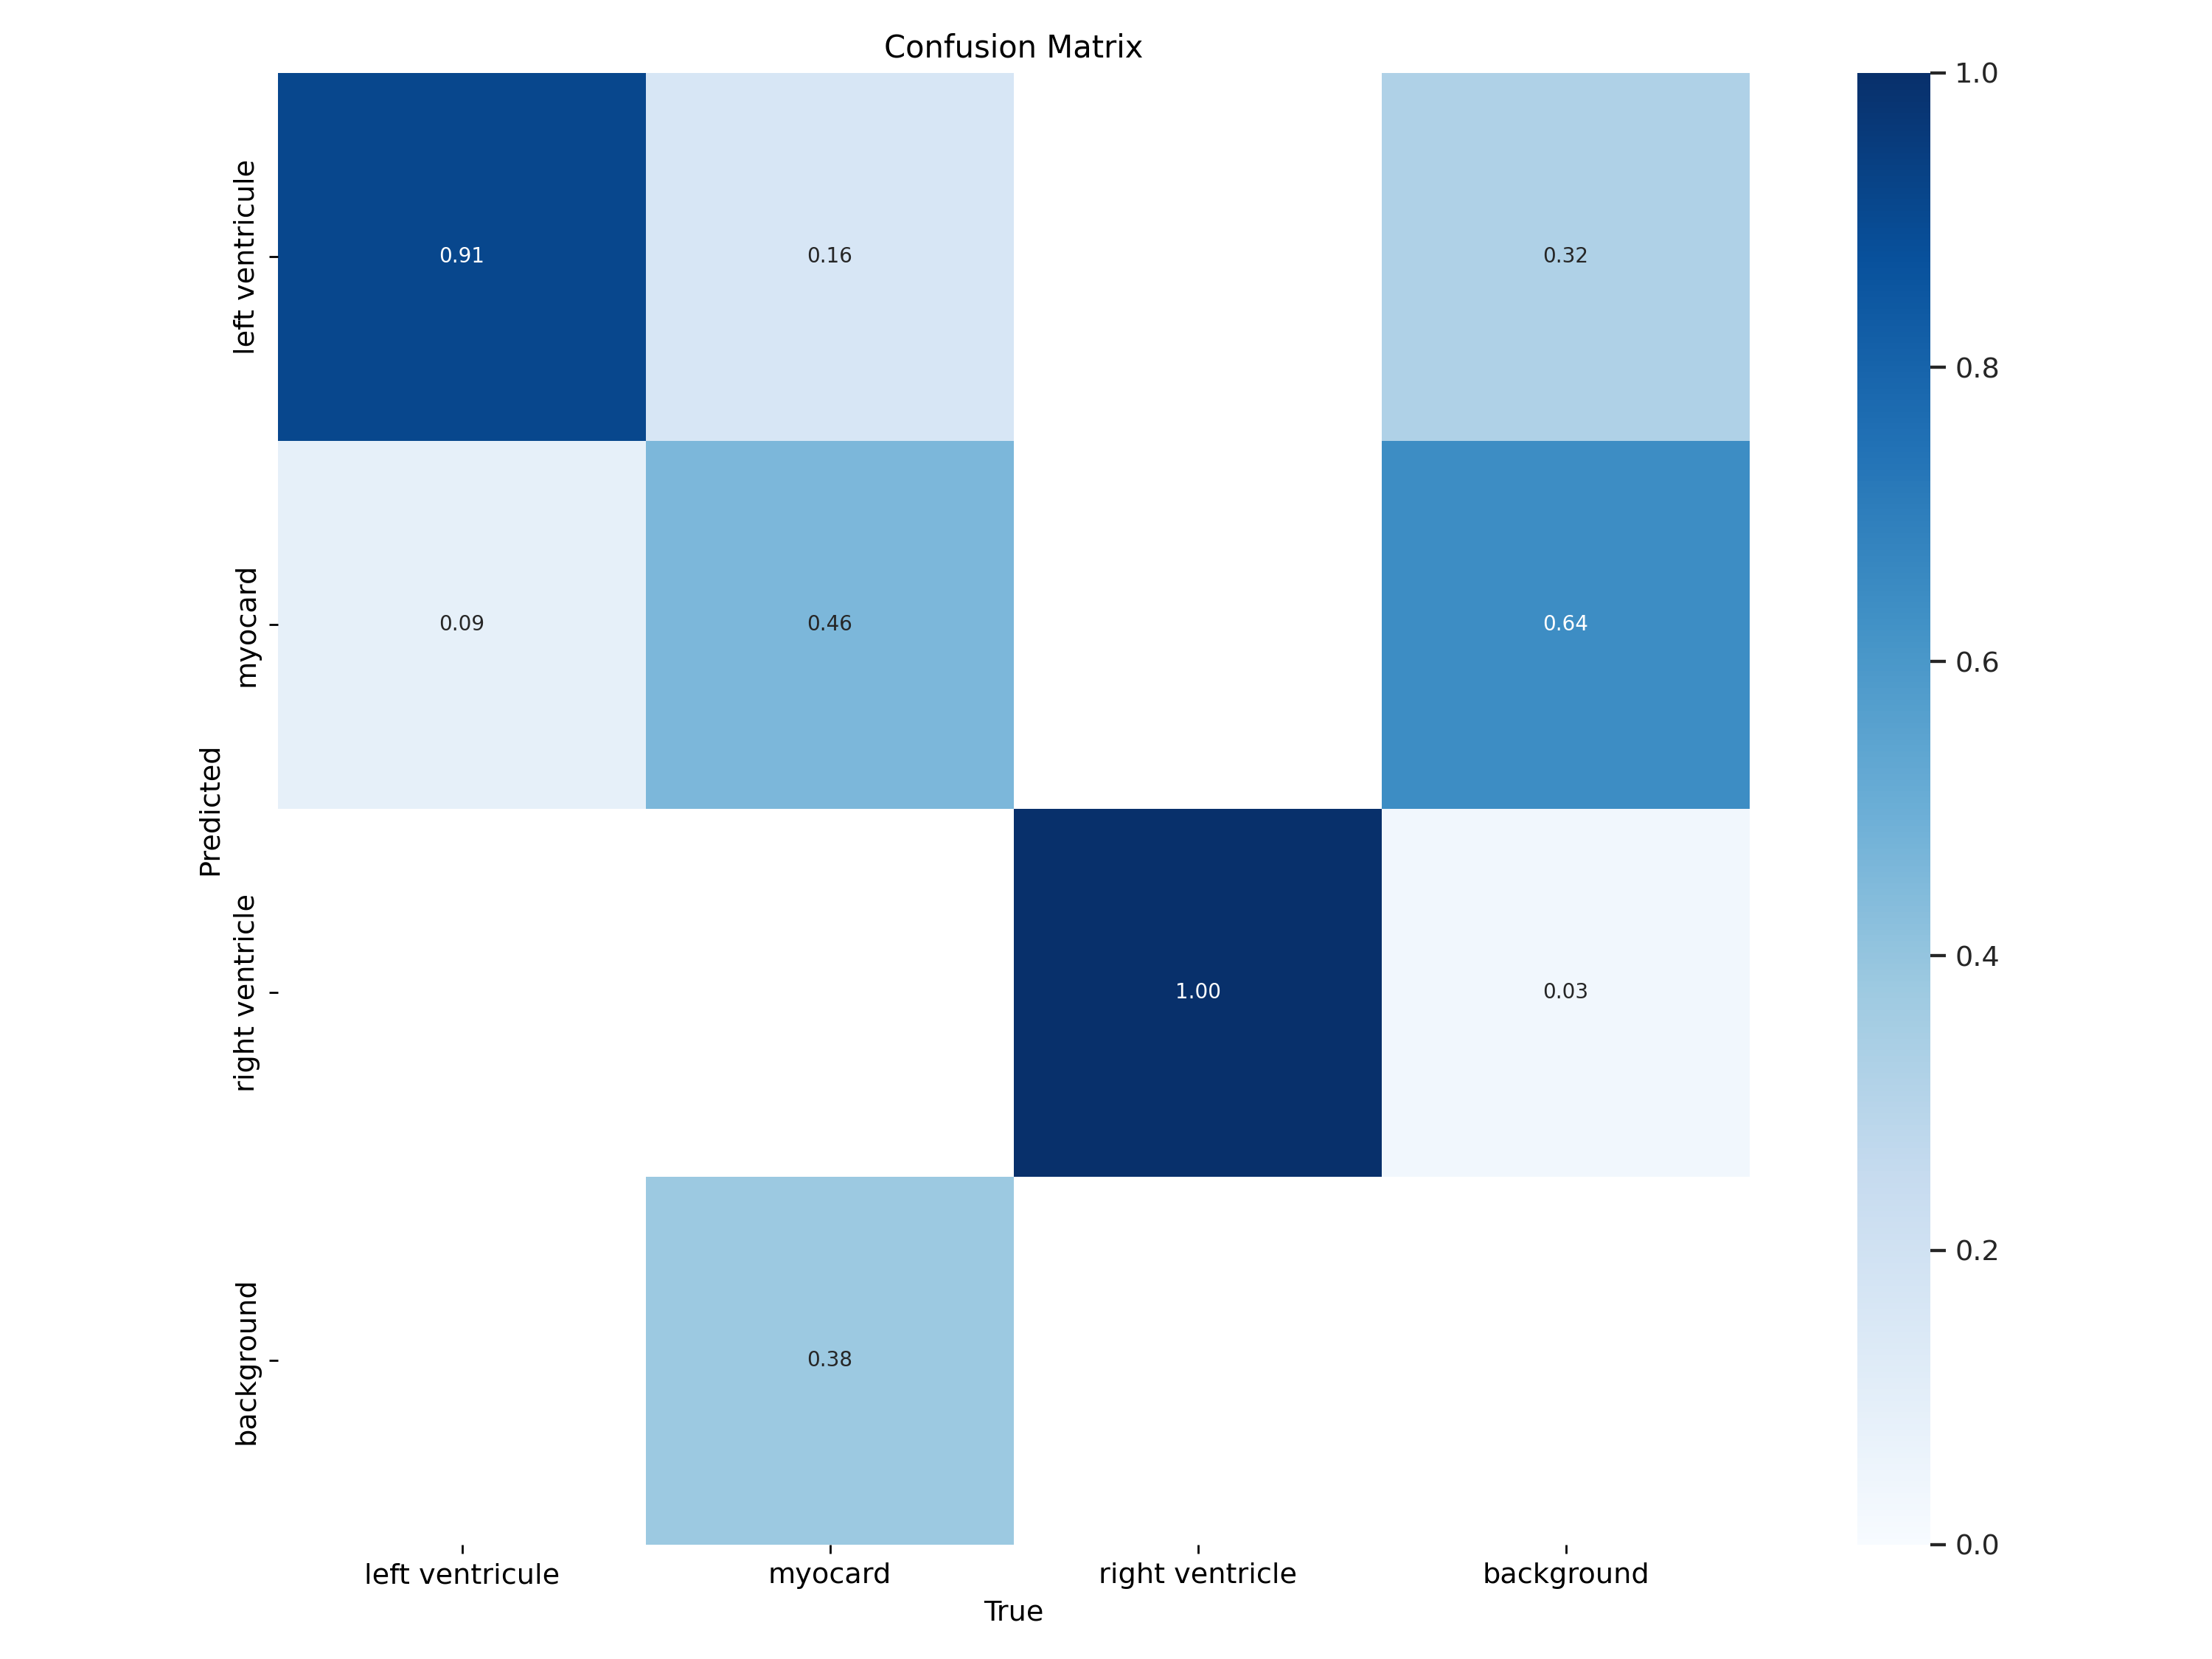 Confusion Matrix
left ventricule
myocard
right ventricle
background
Predicted
0.91
0.16
0.32
0.09
0.46
0.64
1.00
0.03
0.38
left ventricule
myocard
right ventricle
background
True
1.0
0.8
0.6
0.4
0.2
0.0